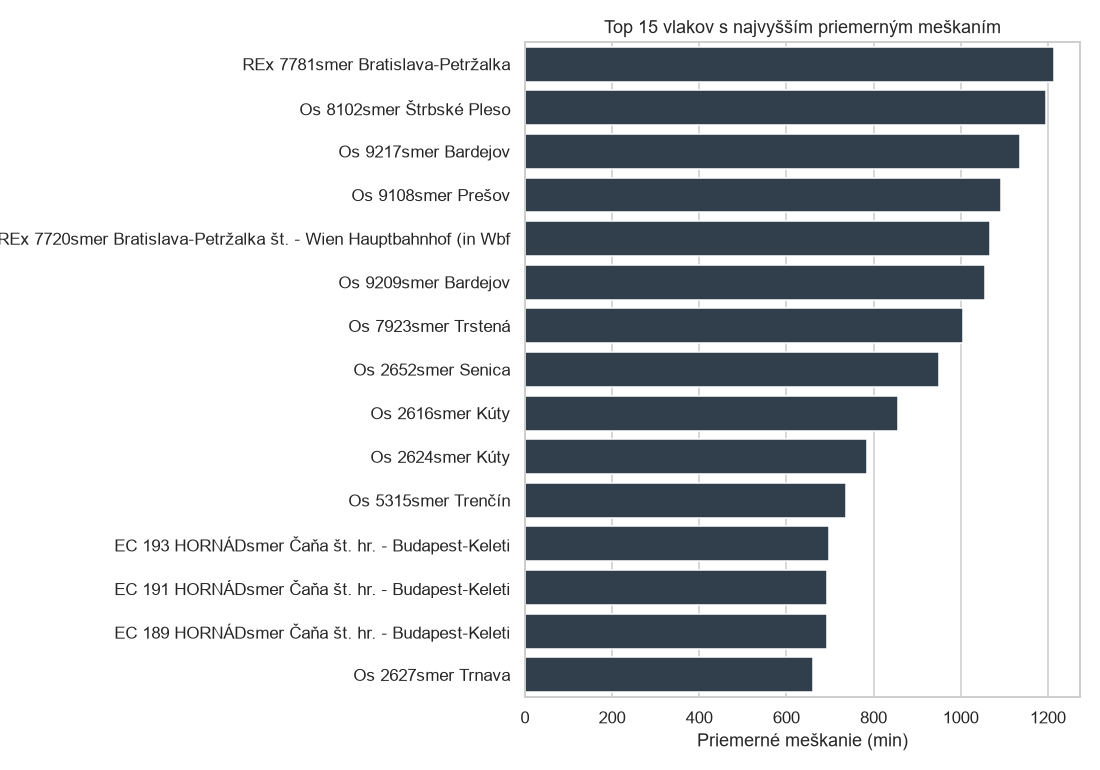 Top 15 vlakov s najvyšším priemerným meškaním
REx 7781smer Bratislava-Petržalka
Os 8102smer Štrbské Pleso
Os 9217smer Bardejov
Os 9108smer Prešov
REx 7720smer Bratislava-Petržalka št. - Wien Hauptbahnhof (in Wbf
Os 9209smer Bardejov
Os 7923smer Trstená
Os 2652smer Senica
Os 2616smer Kúty
Os 2624smer Kúty
Os 5315smer Trenčín
EC 193 HORNÁDsmer Čaňa št. hr. - Budapest-Keleti
EC 191 HORNÁDsmer Čaňa št. hr. - Budapest-Keleti
EC 189 HORNÁDsmer Čaňa št. hr. - Budapest-Keleti
Os 2627smer Trnava
0 200 400 600 800 1000 1200
Priemerné meškanie (min)